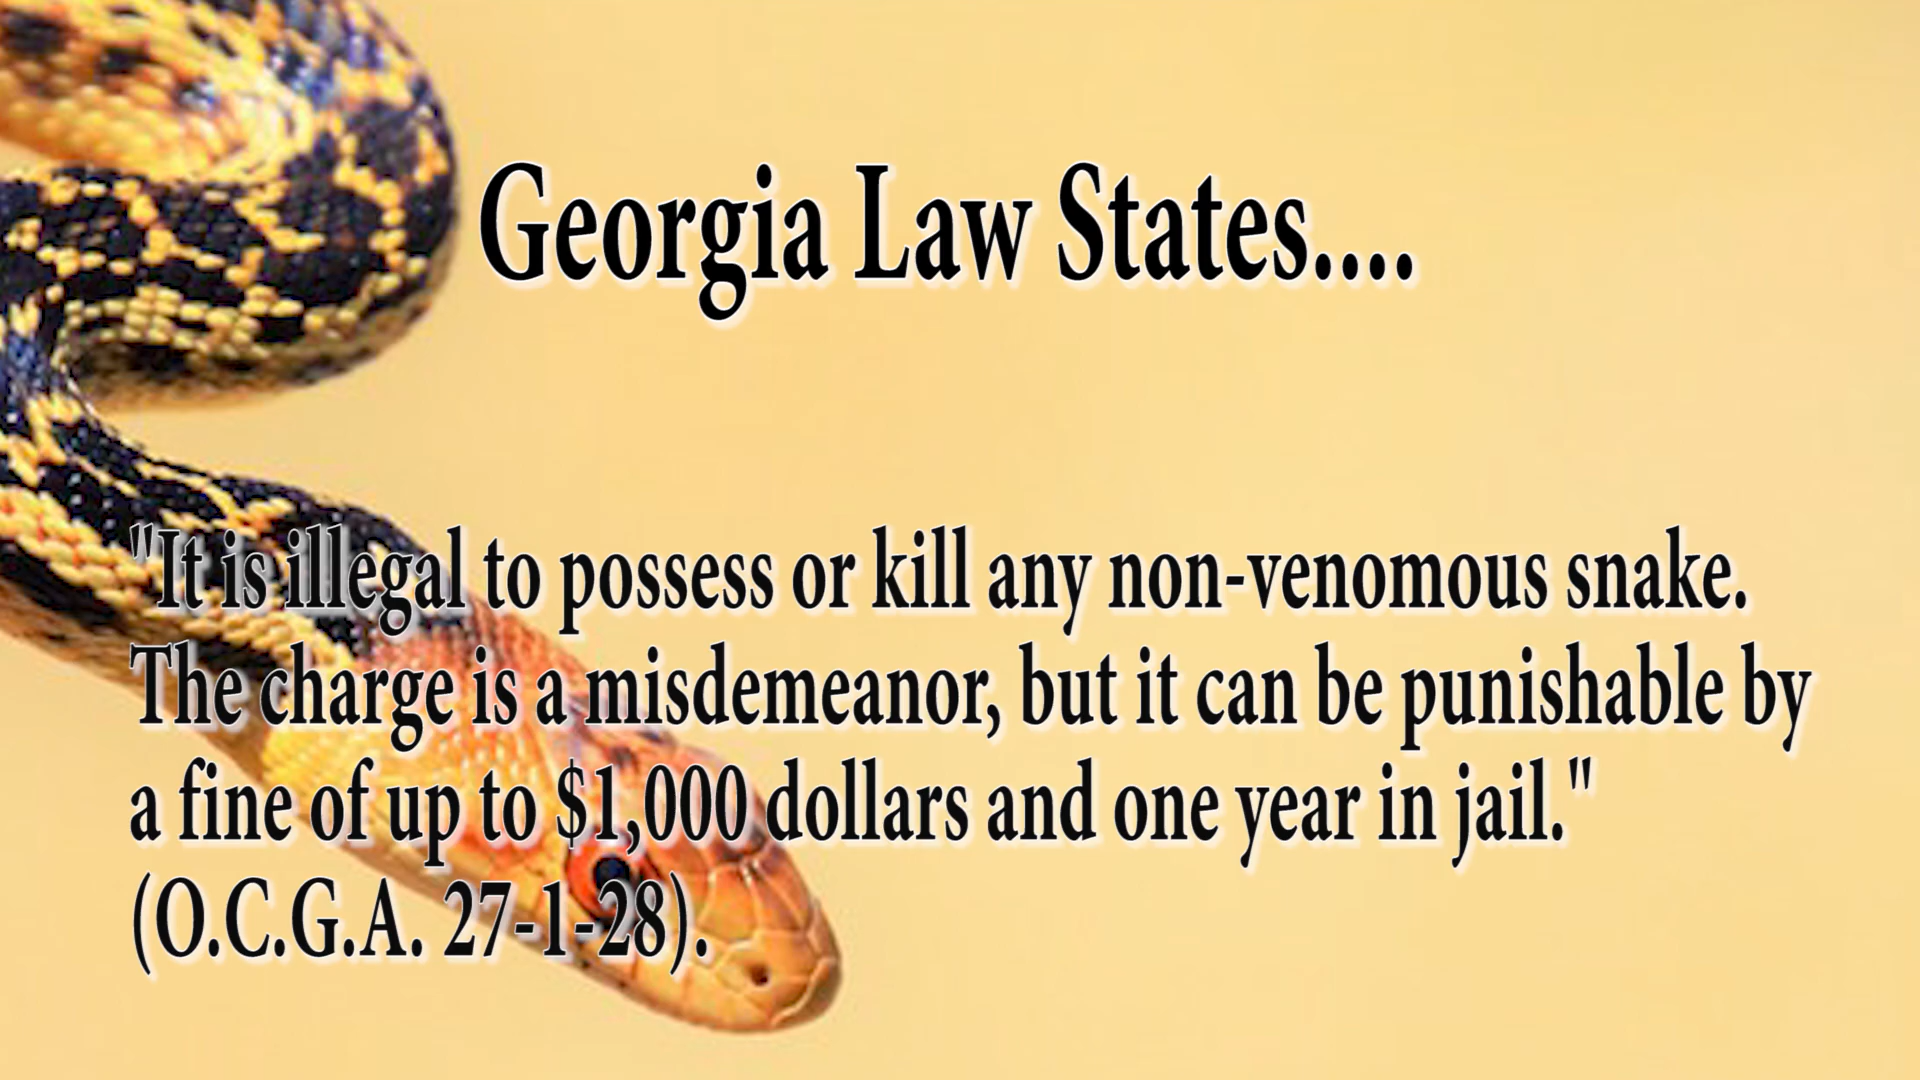 Georgia Law States....
"It is illegal to possess or kill any non-venomous snake.
The charge is a misdemeanor, but it can be punishable by
a fine of up to $1,000 dollars and one year in jail."
(O.C.G.A. 27-1-28).